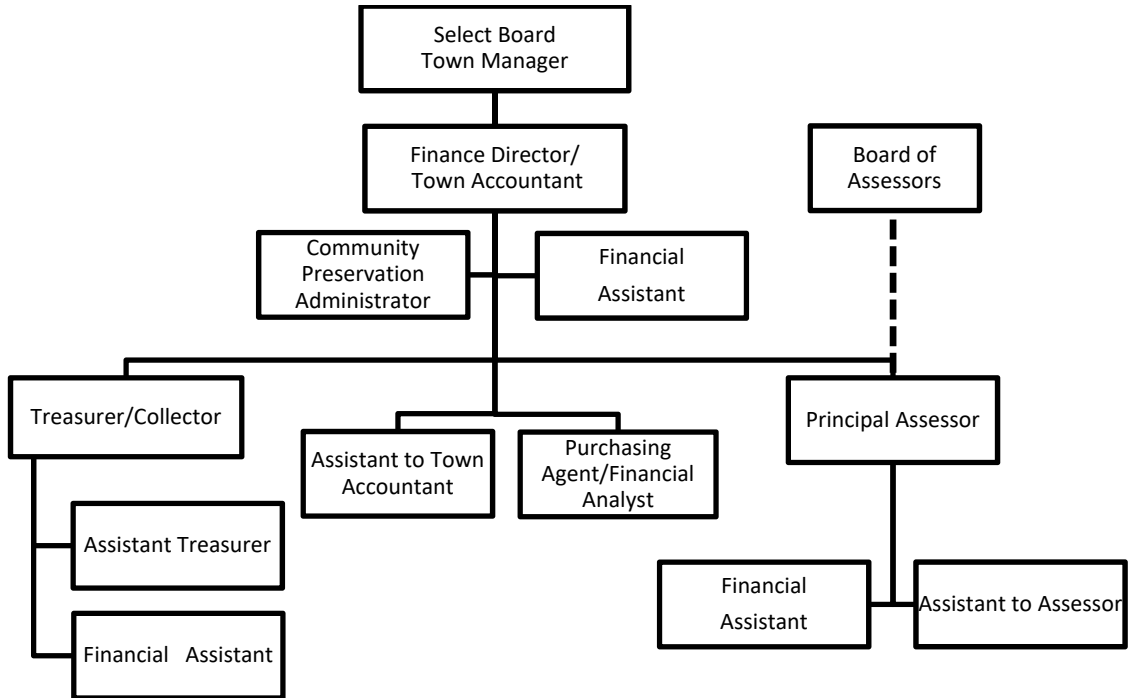 Select Board
Town Manager
Finance Director/
Town Accountant
Board of
Assessors
Community
Preservation
Administrator
Financial
Assistant
Treasurer/Collector
Assistant to Town
Accountant
Purchasing
Agent/Financial
Analyst
Principal Assessor
Assistant Treasurer
Financial Assistant
Financial
Assistant
Assistant to Assessor